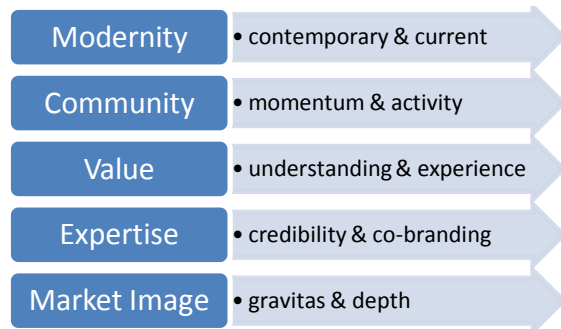 Modernity
• contemporary & current
Community
• momentum & activity
Value
• understanding & experience
Expertise
• credibility & co-branding
Market Image
• gravitas & depth